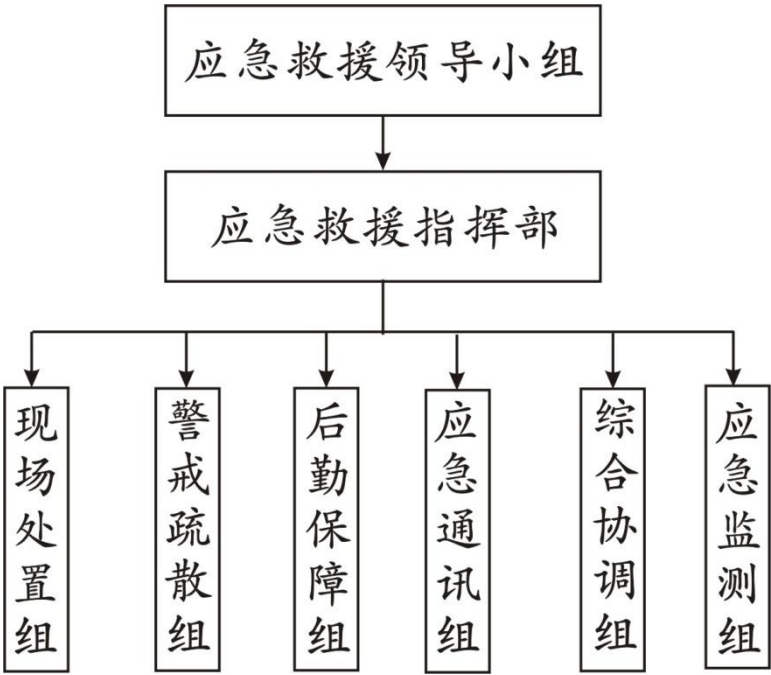 应急救援领导小组
应急救援指挥部
现场处置组
警戒疏散组
后勤保障组
应急通讯组
综合协调组
应急监测组